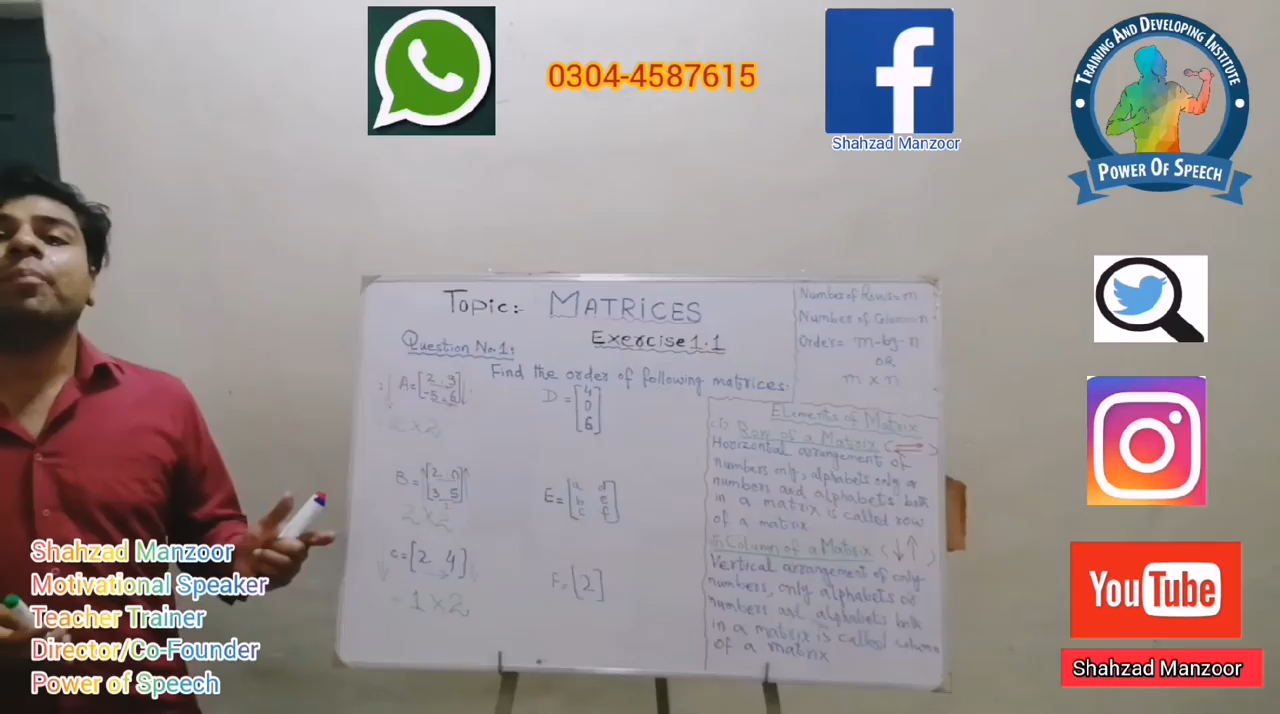 0304-4587615
Shahzad Manzoor
TRAINING AND DEVELOPING INSTITUTE
POWER OF SPEECH
Topic:- MATRICES
Exercise 1.1
Question No.1:
Find the order of following matrices:
A = [2 3
-5 6]
2 x 2
B =
2 0
3 5
2 x 2
C = [2 4]
1 x 2
D = [4
0
6]
E = [a d
b e
c f]
F = [2]
Number of Rows = m
Number of Column = n
Order = m-by-n
OR
m x n
Elements of Matrix
Row of a Matrix
Horizontal arrangement of
numbers only, alphabets only or
numbers and alphabets both
in a matrix is called row
of a matrix
Column of a Matrix
Vertical arrangement of only
numbers, only alphabets or
numbers and alphabets both
in a matrix is called column
of a matrix
Shahzad Manzoor
Motivational Speaker
Teacher Trainer
Director/Co-Founder
Power of Speech
YouTube
Shahzad Manzoor